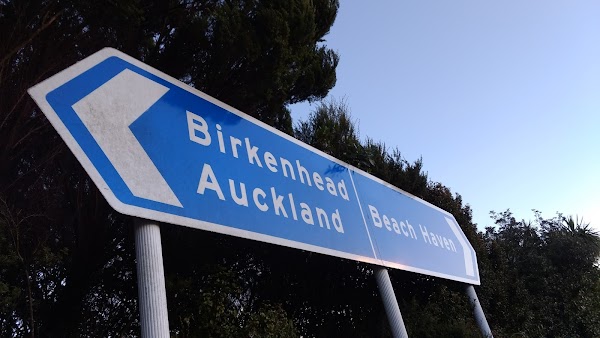 Birkenhead
Auckland
Beach Haven